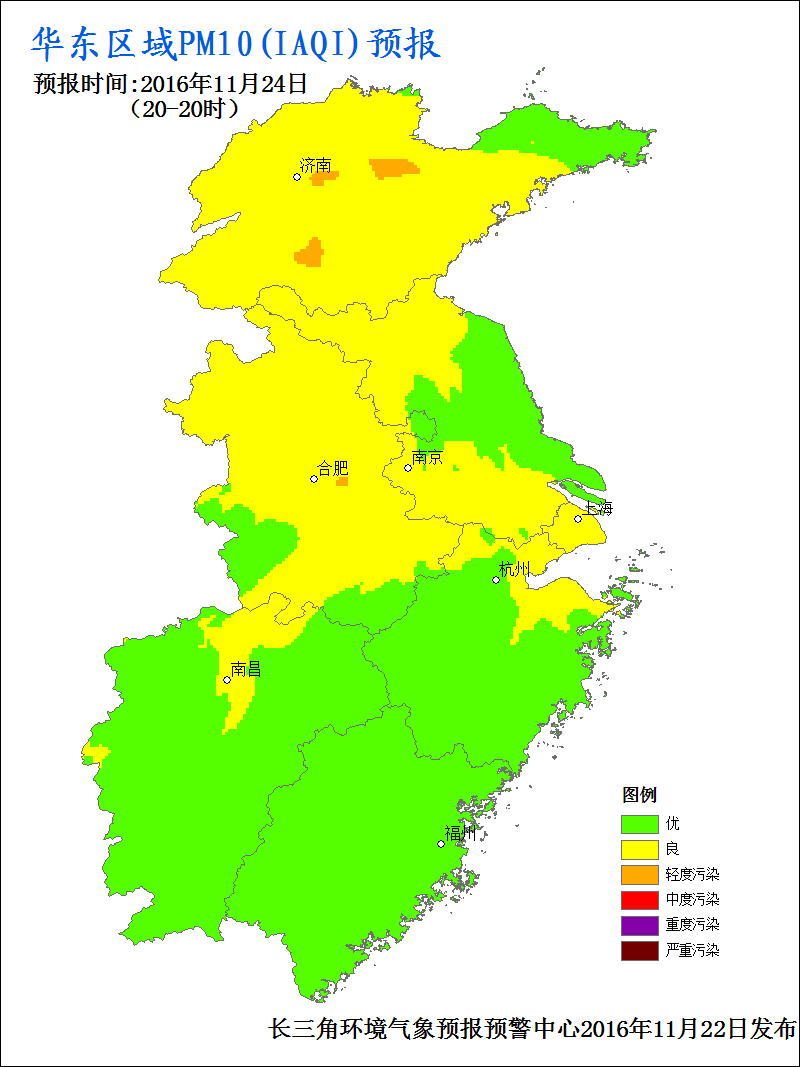 华东区域PM10(IAQI)预报
预报时间:2016年11月24日
（20-20时）
济南
南京
合肥
上海
杭州
南昌
福州
图例
优
良
轻度污染
中度污染
重度污染
严重污染
长三角环境气象预报预警中心2016年11月22日发布